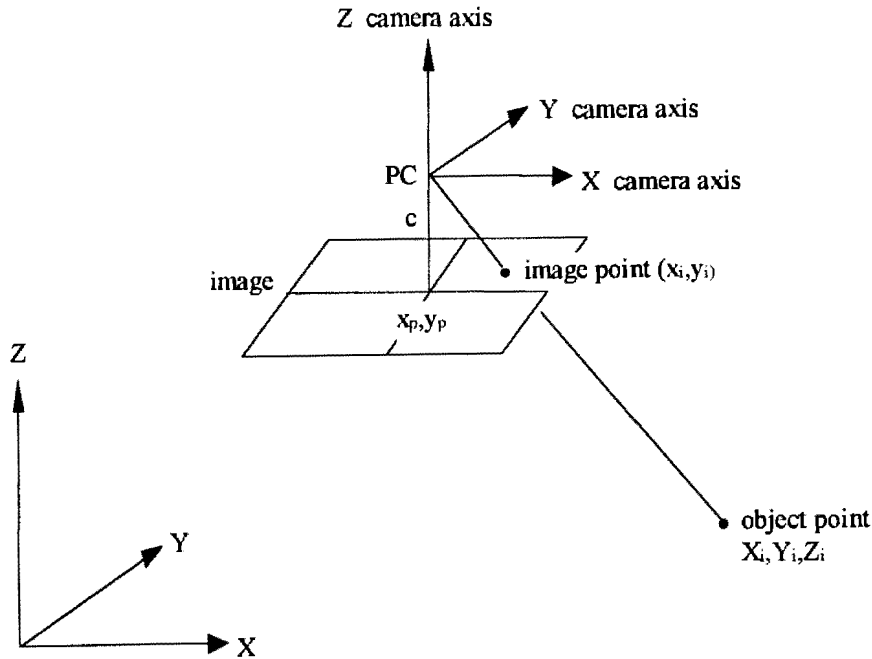 Z camera axis
Y camera axis
PC
X camera axis
c
image point (xᵢ,yᵢ)
image
xₚ,yₚ
Z
object point
Xᵢ,Yᵢ,Zᵢ
Y
X